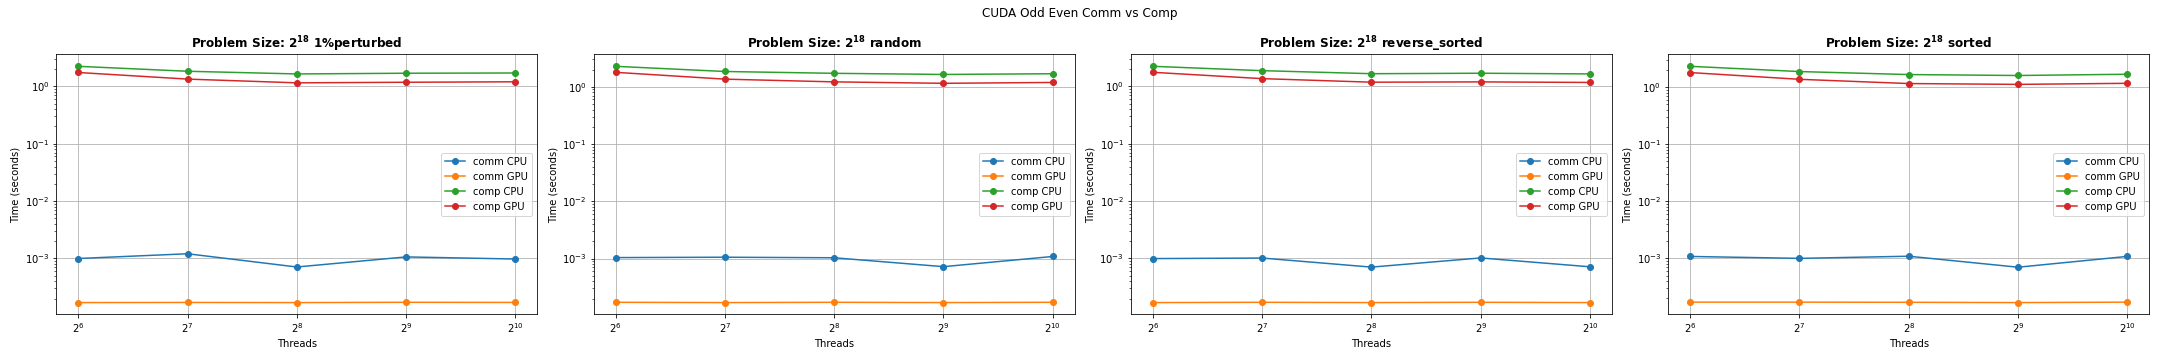 CUDA Odd Even Comm vs Comp
Problem Size: 2^18 1%perturbed
Time (seconds)
10^0
10^-1
10^-2
10^-3
comm CPU
comm GPU
comp CPU
comp GPU
2^6 2^7 2^8 2^9 2^10
Threads
Problem Size: 2^18 random
Time (seconds)
10^0
10^-1
10^-2
10^-3
comm CPU
comm GPU
comp CPU
comp GPU
2^6 2^7 2^8 2^9 2^10
Threads
Problem Size: 2^18 reverse_sorted
Time (seconds)
10^0
10^-1
10^-2
10^-3
comm CPU
comm GPU
comp CPU
comp GPU
2^6 2^7 2^8 2^9 2^10
Threads
Problem Size: 2^18 sorted
Time (seconds)
10^0
10^-1
10^-2
10^-3
comm CPU
comm GPU
comp CPU
comp GPU
2^6 2^7 2^8 2^9 2^10
Threads